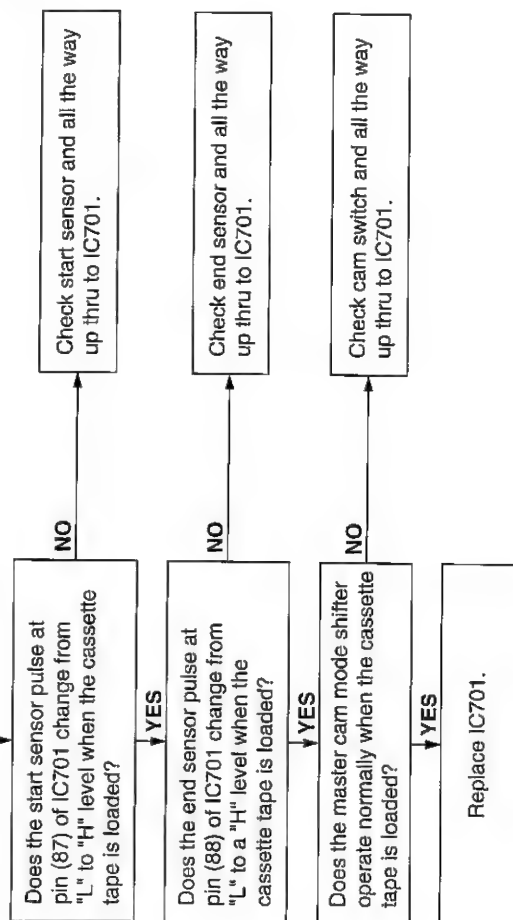 Does the start sensor pulse at
pin (87) of IC701 change from
"L" to "H" level when the cassette
tape is loaded?
NO
Check start sensor and all the way
up thru to IC701.
YES
Does the end sensor pulse at
pin (88) of IC701 change from
"L" to a "H" level when the
cassette tape is loaded?
NO
Check end sensor and all the way
up thru to IC701.
YES
Does the master cam mode shifter
operate normally when the cassette
tape is loaded?
NO
Check cam switch and all the way
up thru to IC701.
YES
Replace IC701.